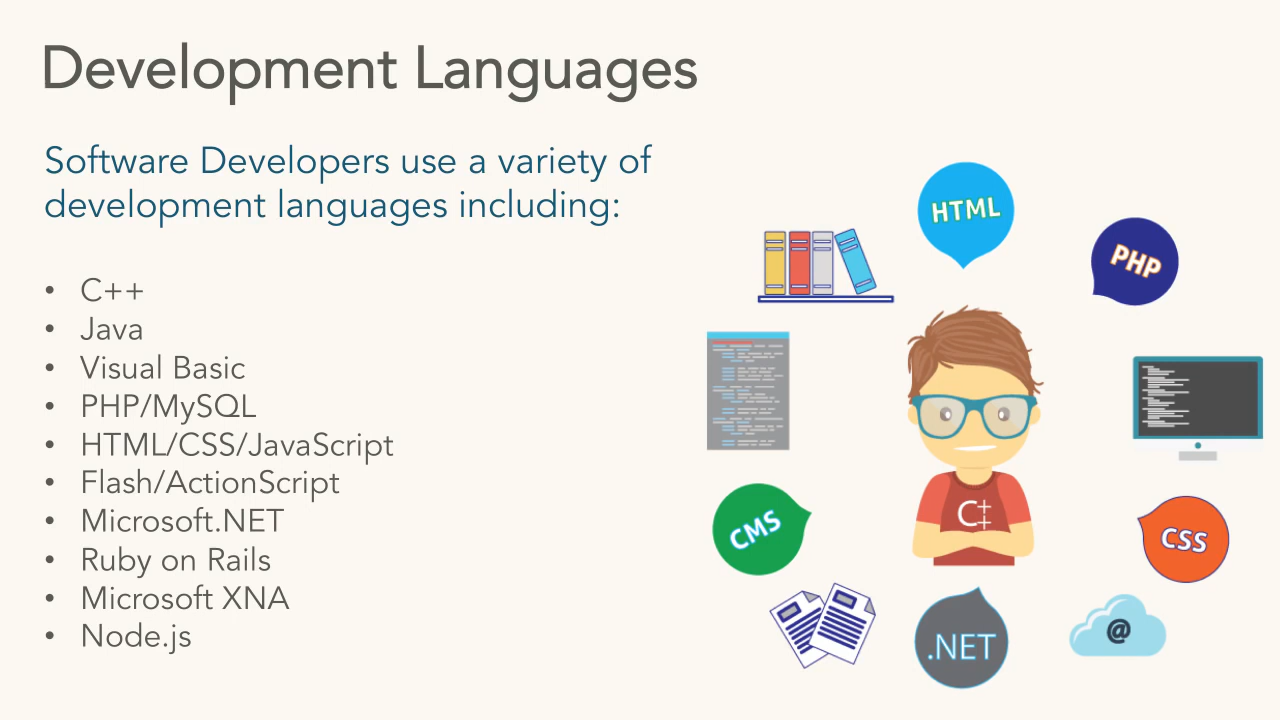 Development Languages
Software Developers use a variety of
development languages including:
• C++
• Java
• Visual Basic
• PHP/MySQL
• HTML/CSS/JavaScript
• Flash/ActionScript
• Microsoft.NET
• Ruby on Rails
• Microsoft XNA
• Node.js
HTML
PHP
C++
CMS
CSS
.NET
@